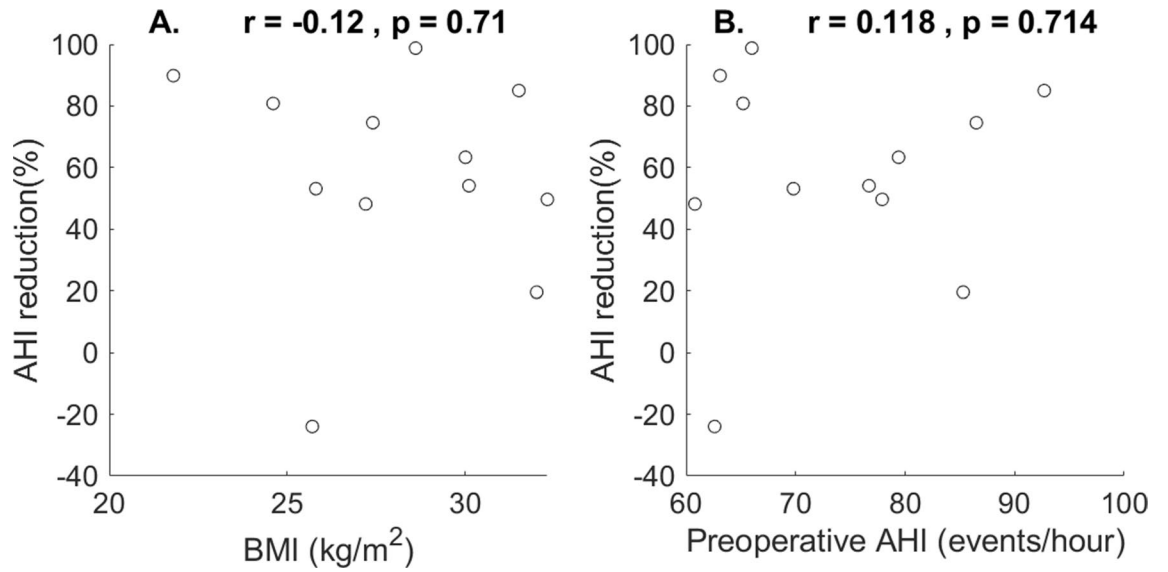 A. r = -0.12 , p = 0.71
100
80
60
40
20
0
-20
-40
AHI reduction(%)
20 25 30
BMI (kg/m²)
B. r = 0.118 , p = 0.714
100
80
60
40
20
0
-20
-40
AHI reduction(%)
60 70 80 90 100
Preoperative AHI (events/hour)